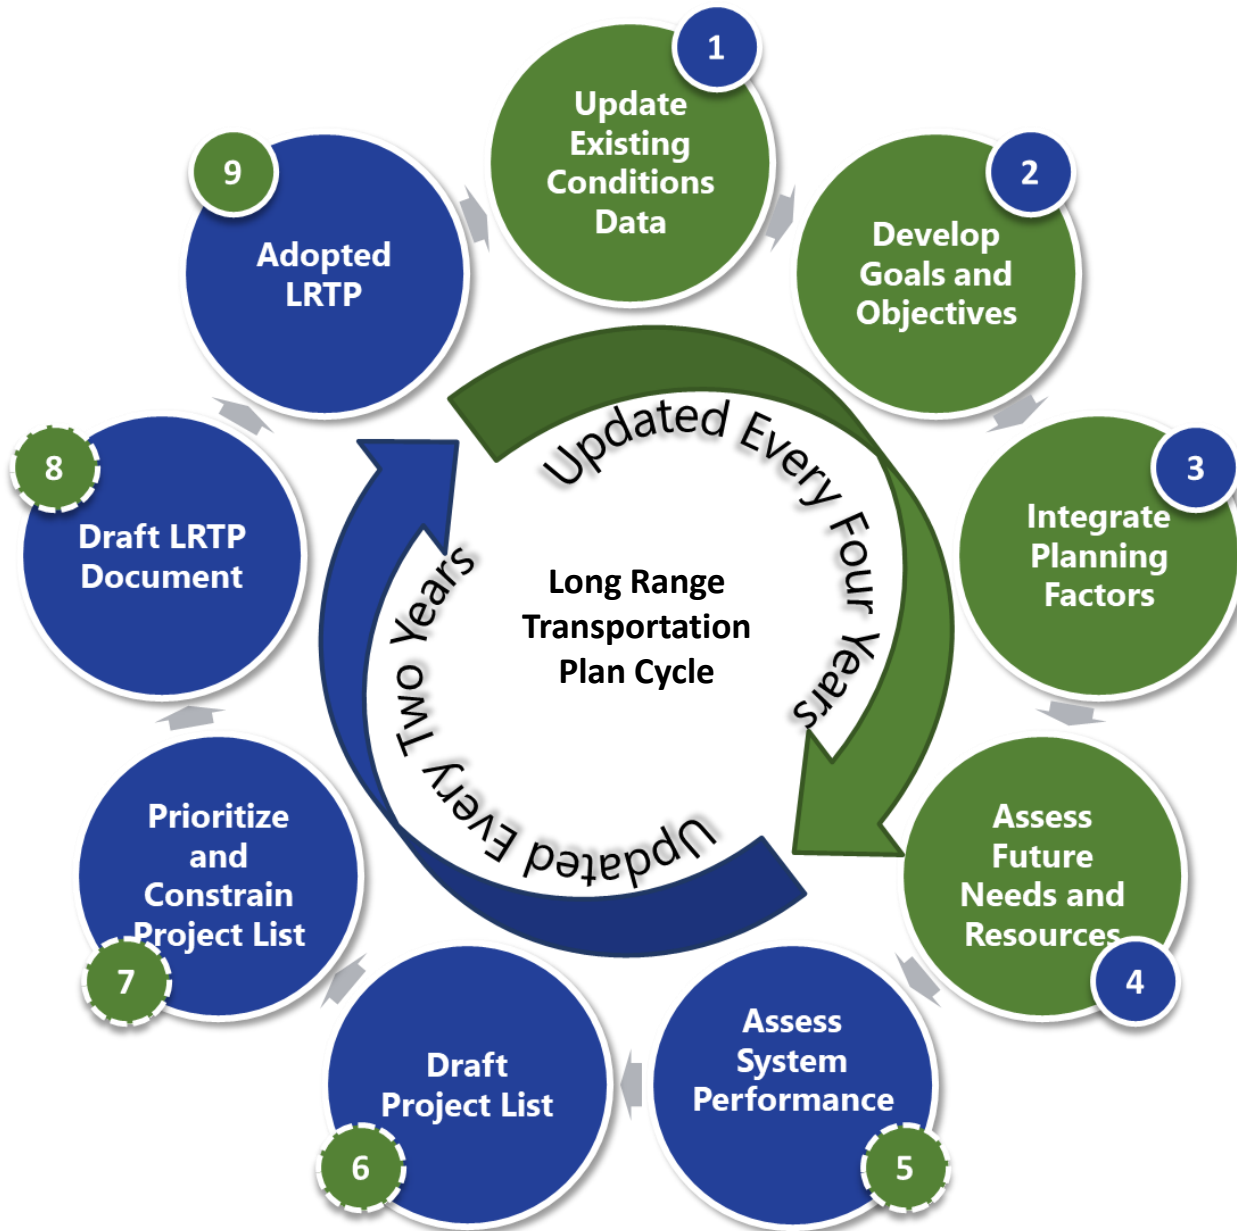 1
Update
Existing
Conditions
Data
2
Develop
Goals and
Objectives
3
Integrate
Planning
Factors
Assess
Future
Needs and
Resources
4
Assess
System
Performance
5
Draft
Project List
6
Prioritize
and
Constrain
Project List
7
8
Draft LRTP
Document
9
Adopted
LRTP
Updated Every Four Years
Updated Every Two Years
Long Range
Transportation
Plan Cycle